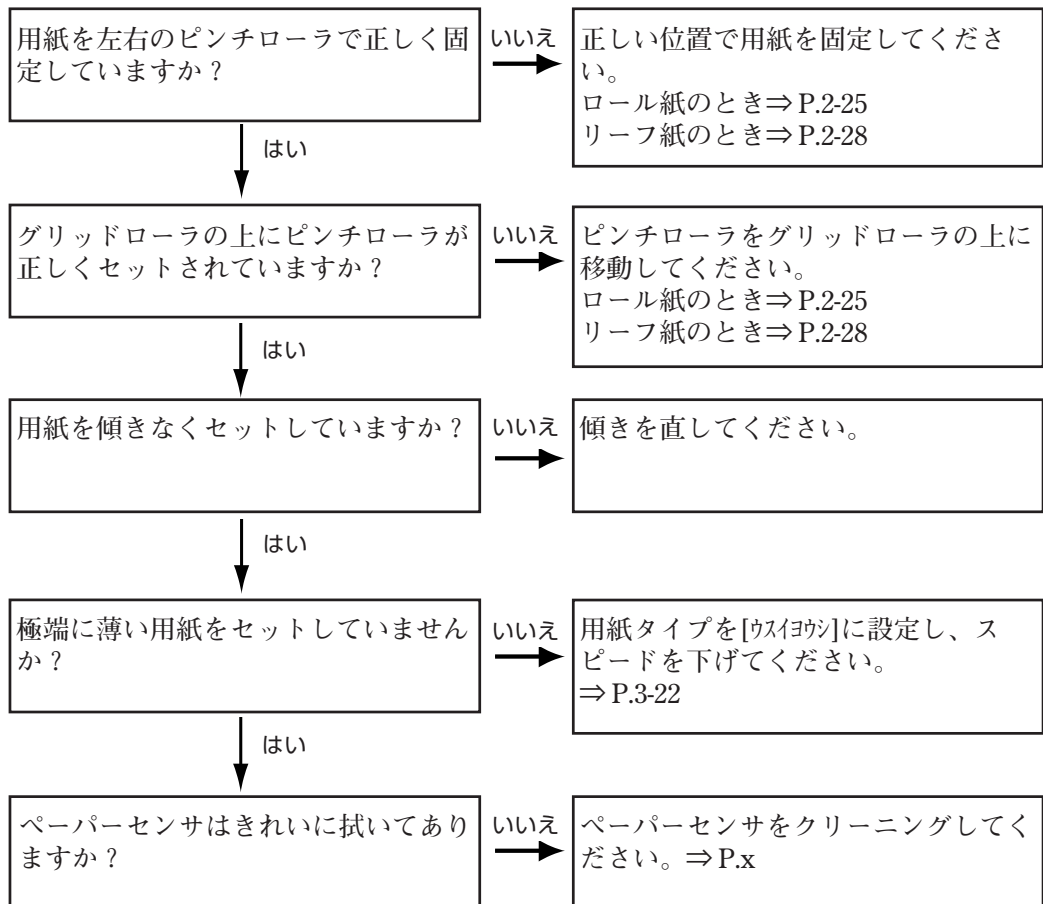 用紙を左右のピンチローラで正しく固
定していますか？
いいえ
正しい位置で用紙を固定してくださ
い。
ロール紙のとき⇒ P.2-25
リーフ紙のとき⇒ P.2-28
はい
グリッドローラの上にピンチローラが
正しくセットされていますか？
いいえ
ピンチローラをグリッドローラの上に
移動してください。
ロール紙のとき⇒ P.2-25
リーフ紙のとき⇒ P.2-28
はい
用紙を傾きなくセットしていますか？
いいえ
傾きを直してください。
はい
極端に薄い用紙をセットしていません
か？
いいえ
用紙タイプを[ｳｽｲﾖｳｼ]に設定し、ス
ピードを下げてください。
⇒ P.3-22
はい
ペーパーセンサはきれいに拭いてあり
ますか？
いいえ
ペーパーセンサをクリーニングしてく
ださい。⇒ P.x